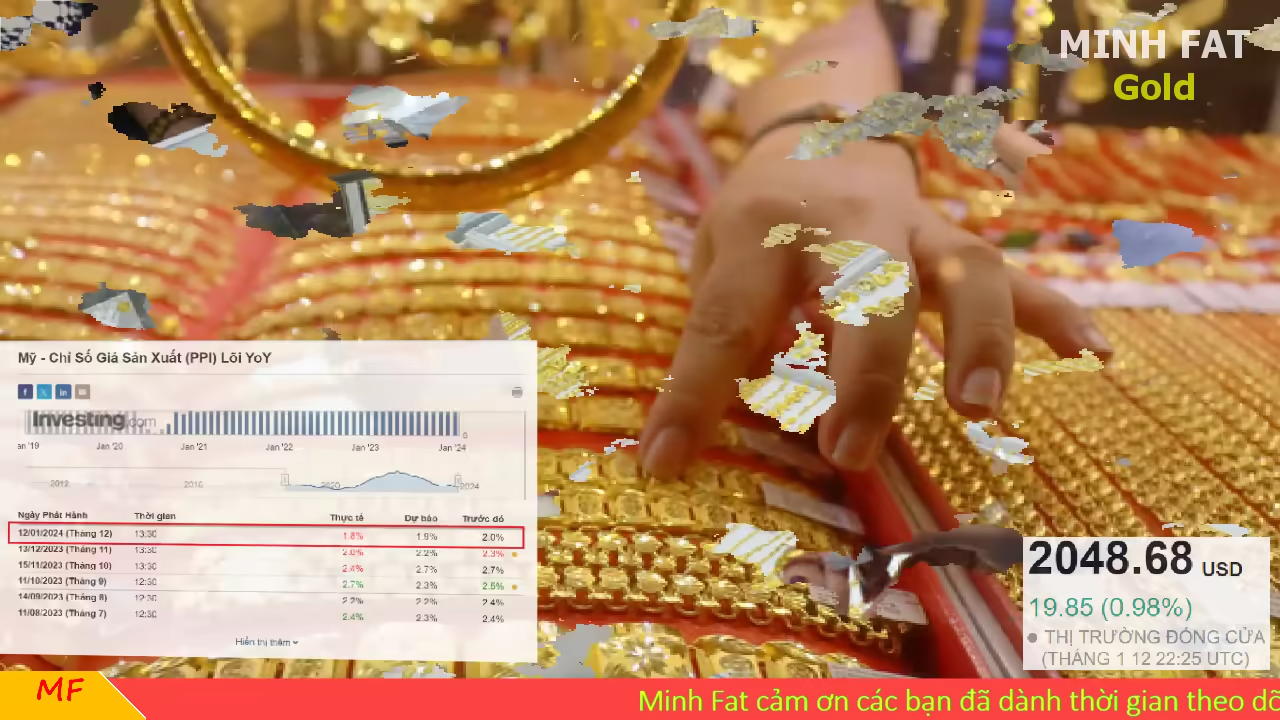 MINH FAT
Gold
Mỹ - Chỉ Số Giá Sản Xuất (PPI) Lõi YoY
Investing.com
0
Jan '20 Jan '21 Jan '22 Jan '23 Jan '24
2012 2016 2020 2024
Ngày Phát Hành Thời gian Thực tế Dự báo Trước đó
12/01/2024 (Tháng 12) 13:30 1.8% 1.9% 2.0%
13/12/2023 (Tháng 11) 13:30 2.0% 2.2% 2.3%
15/11/2023 (Tháng 10) 13:30 2.4% 2.7% 2.7%
11/10/2023 (Tháng 9) 12:30 2.7% 2.3% 2.5%
14/09/2023 (Tháng 8) 12:30 2.2% 2.2% 2.4%
11/08/2023 (Tháng 7) 12:30 2.4% 2.3% 2.4%
Hiển thị thêm
2048.68 USD
19.85 (0.98%)
THỊ TRƯỜNG ĐÓNG CỬA
(THÁNG 1 12 22:25 UTC)
MF
Minh Fat cảm ơn các bạn đã dành thời gian theo dõ